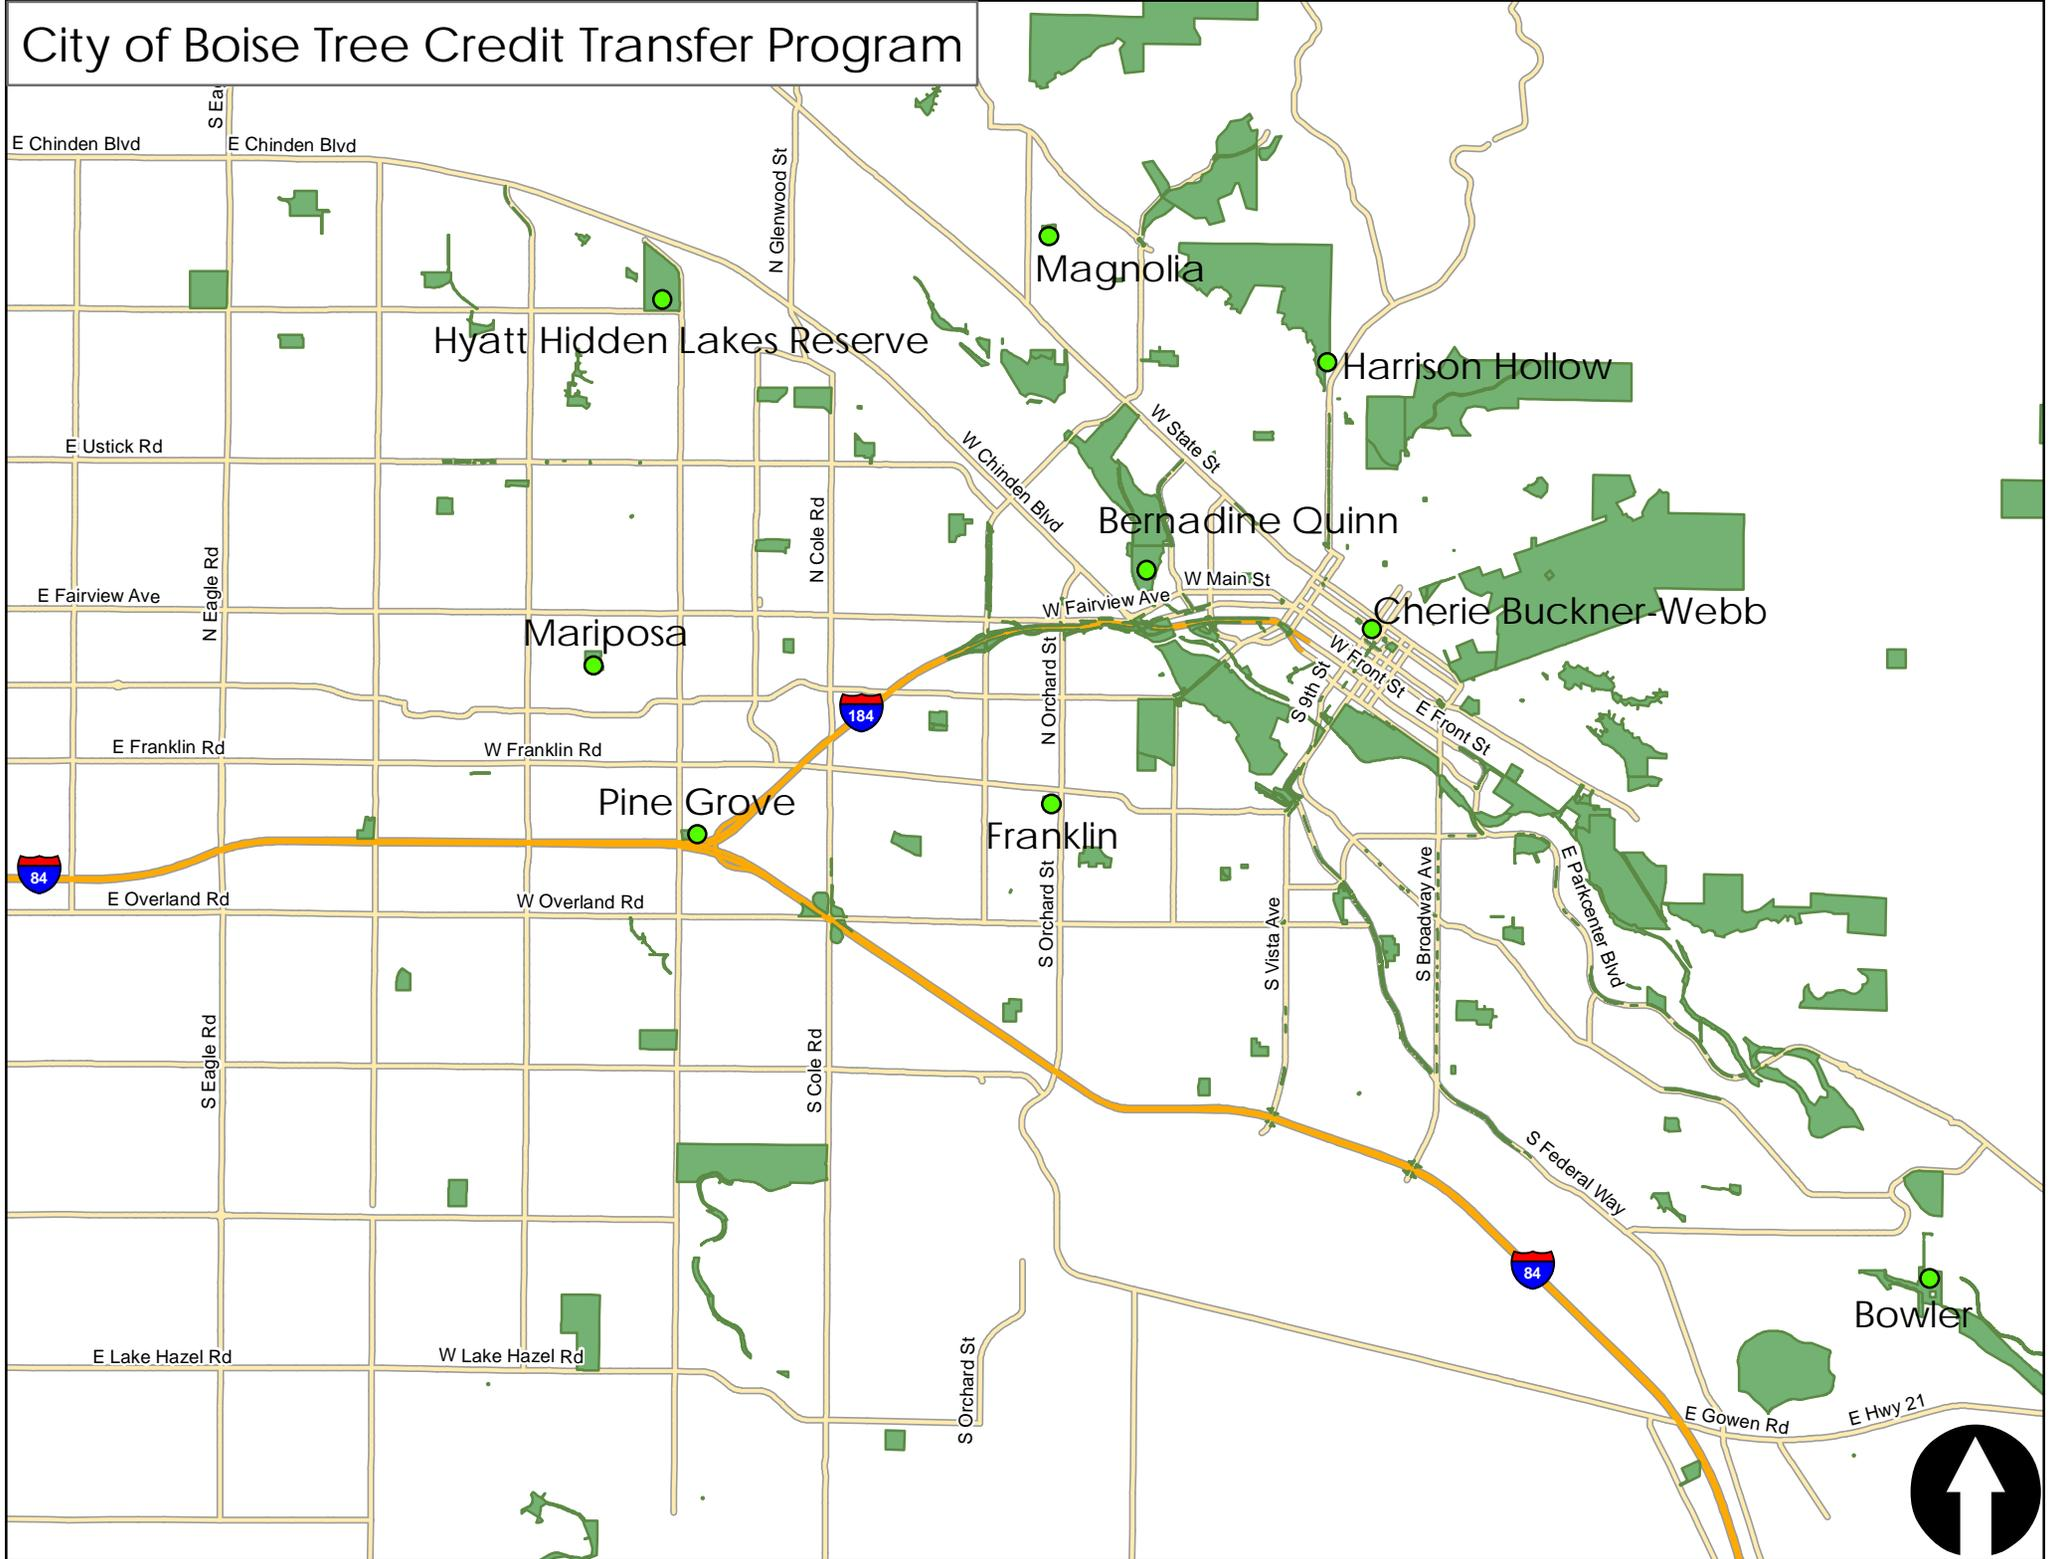 City of Boise Tree Credit Transfer Program
S Eag
E Chinden Blvd
E Chinden Blvd
N Glenwood St
Magnolia
Hyatt Hidden Lakes Reserve
Harrison Hollow
W State St
W Chinden Blvd
E Ustick Rd
N Cole Rd
Bernadine Quinn
N Eagle Rd
W Main St
E Fairview Ave
W Fairview Ave
Cherie Buckner-Webb
Mariposa
W Front St
N Orchard St
S 9th St
184
E Front St
E Franklin Rd
W Franklin Rd
Pine Grove
Franklin
84
E Overland Rd
W Overland Rd
S Orchard St
S Vista Ave
S Broadway Ave
E Parkcenter Blvd
S Eagle Rd
S Cole Rd
S Federal Way
84
Bowler
E Lake Hazel Rd
W Lake Hazel Rd
S Orchard St
E Gowen Rd
E Hwy 21